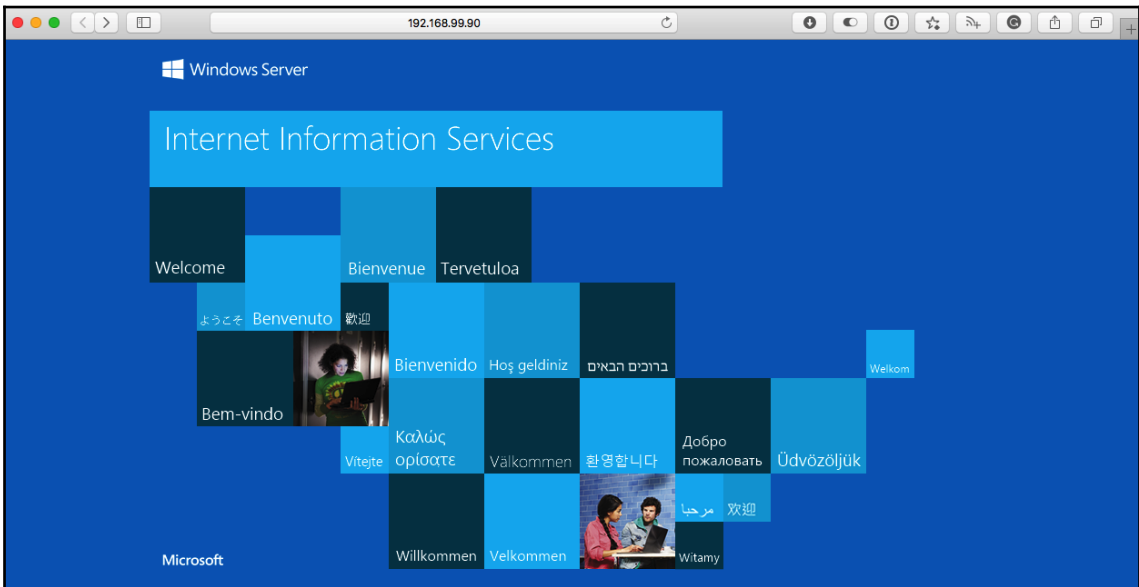 192.168.99.90
Windows Server
Internet Information Services
Welcome
Bienvenue
Tervetuloa
ようこそ
Benvenuto
歡迎
Bienvenido
Hoş geldiniz
ברוכים הבאים
Welkom
Bem-vindo
Vítejte
Καλώς
ορίσατε
Välkommen
환영합니다
Добро
пожаловать
Üdvözöljük
مرحبا
欢迎
Willkommen
Velkommen
Witamy
Microsoft